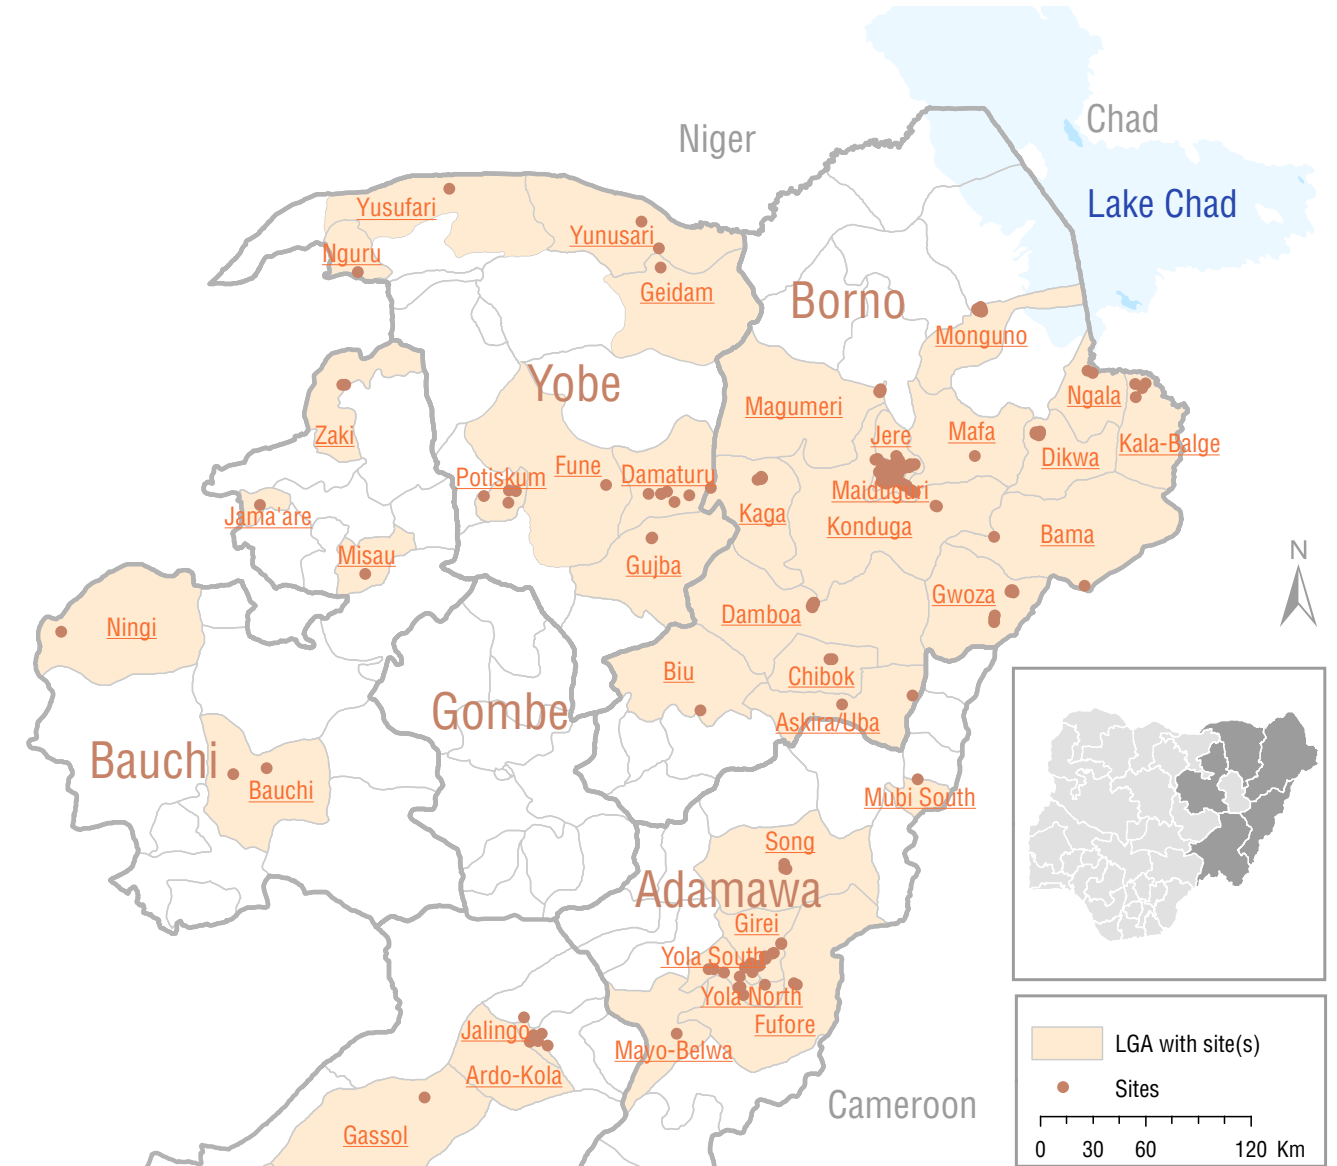 Niger
Chad
Lake Chad
Yusufari
Nguru
Yunusari
Geidam
Borno
Monguno
Yobe
Ngala
Magumeri
Zaki
Jere
Mafa
Dikwa
Kala-Balge
Potiskum
Fune
Damaturu
Maiduguri
Kaga
Konduga
Jama'are
Bama
Misau
Gujba
Gwoza
Damboa
Ningi
Biu
Chibok
Gombe
Askira/Uba
Bauchi
Bauchi
Mubi South
Song
Adamawa
Girei
Yola South
Yola North
Fufore
Jalingo
Mayo-Belwa
Ardo-Kola
Cameroon
Gassol
N
LGA with site(s)
Sites
0 30 60 120 Km